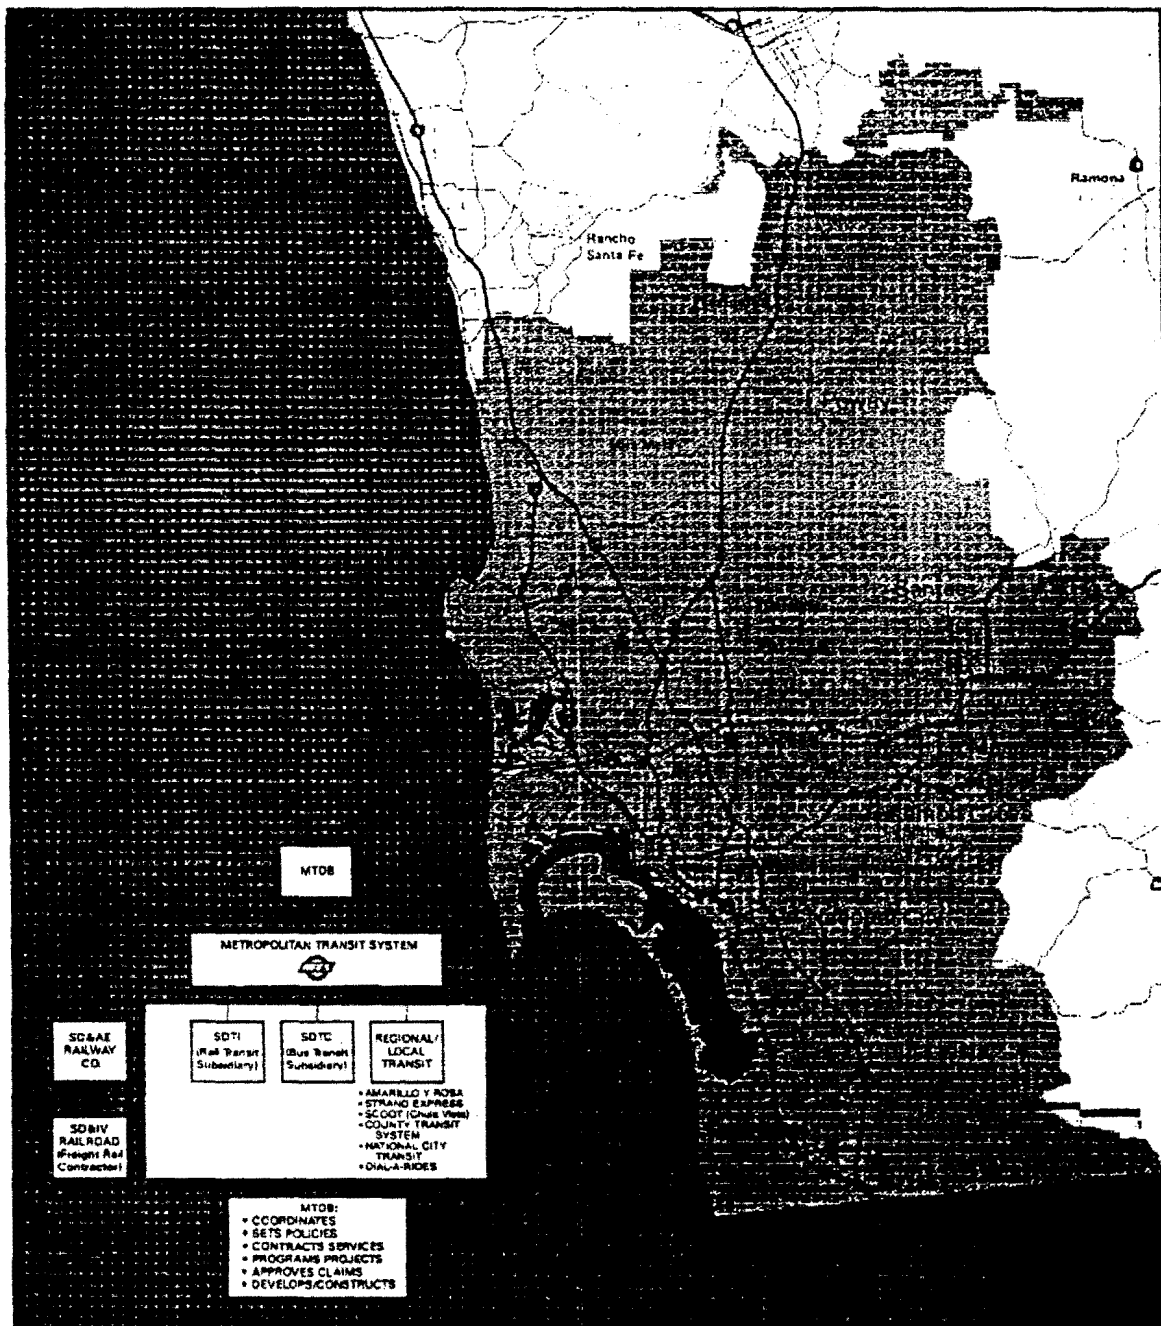 Ramona
Rancho
Santa Fe
MTDB
METROPOLITAN TRANSIT SYSTEM
SD&AE
RAILWAY
CO.
SDTI
(Rail Transit
Subsidiary)
SDTC
(Bus Transit
Subsidiary)
REGIONAL/
LOCAL
TRANSIT
• AMARILLO Y ROSA
• STRAND EXPRESS
• SCOOT (Chula Vista)
• COUNTY TRANSIT
SYSTEM
• NATIONAL CITY
TRANSIT
• DIAL-A-RIDES
SD&IV
RAILROAD
(Freight Rail
Contractor)
MTDB:
• COORDINATES
• SETS POLICIES
• CONTRACTS SERVICES
• PROGRAMS PROJECTS
• APPROVES CLAIMS
• DEVELOPS/CONSTRUCTS